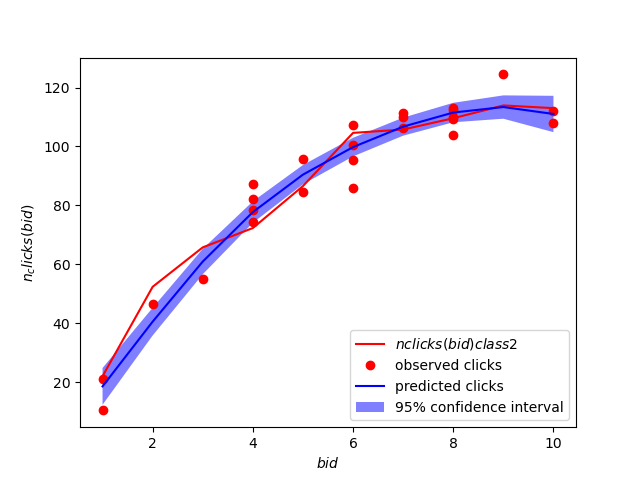 120
100
80
60
40
20
n_clicks(bid)
nclicks(bid)class2
observed clicks
predicted clicks
95% confidence interval
2
4
6
8
10
bid